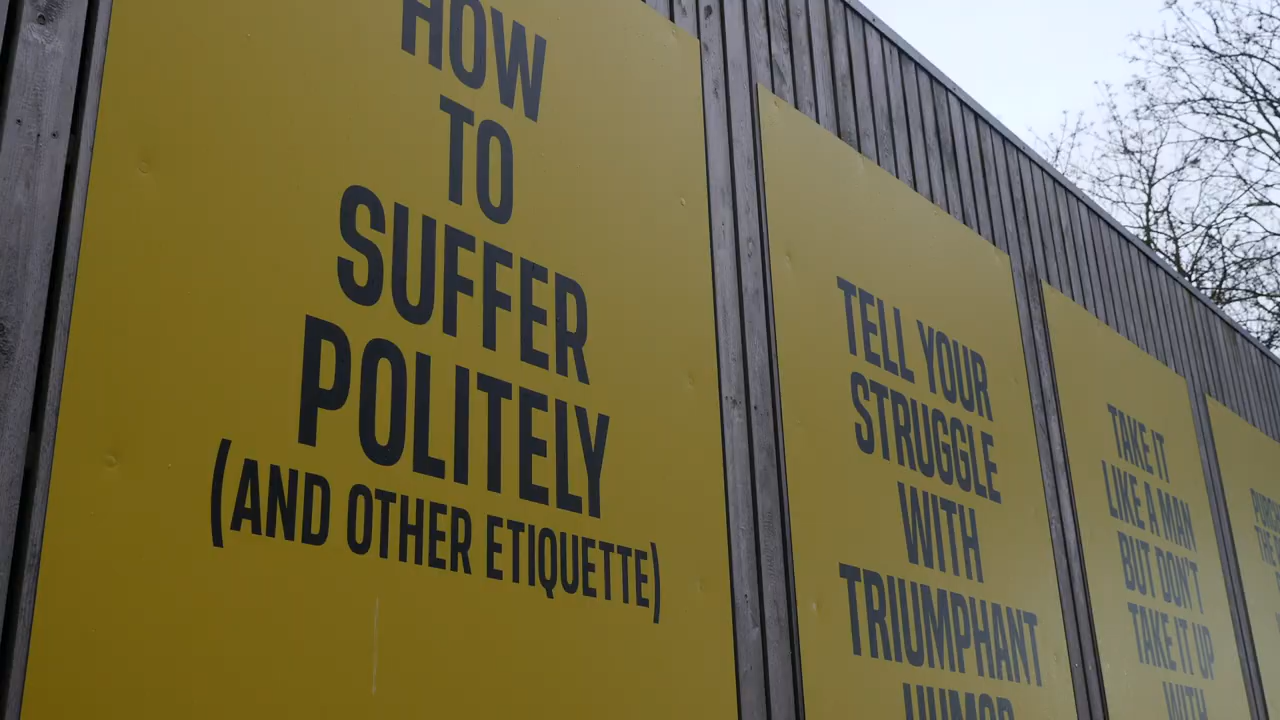 HOW
TO
SUFFER
POLITELY
(AND OTHER ETIQUETTE)
TELL YOUR
STRUGGLE
WITH
TRIUMPHANT
HUMOR
TAKE IT
LIKE A MAN
BUT DON'T
TAKE IT UP
WITH